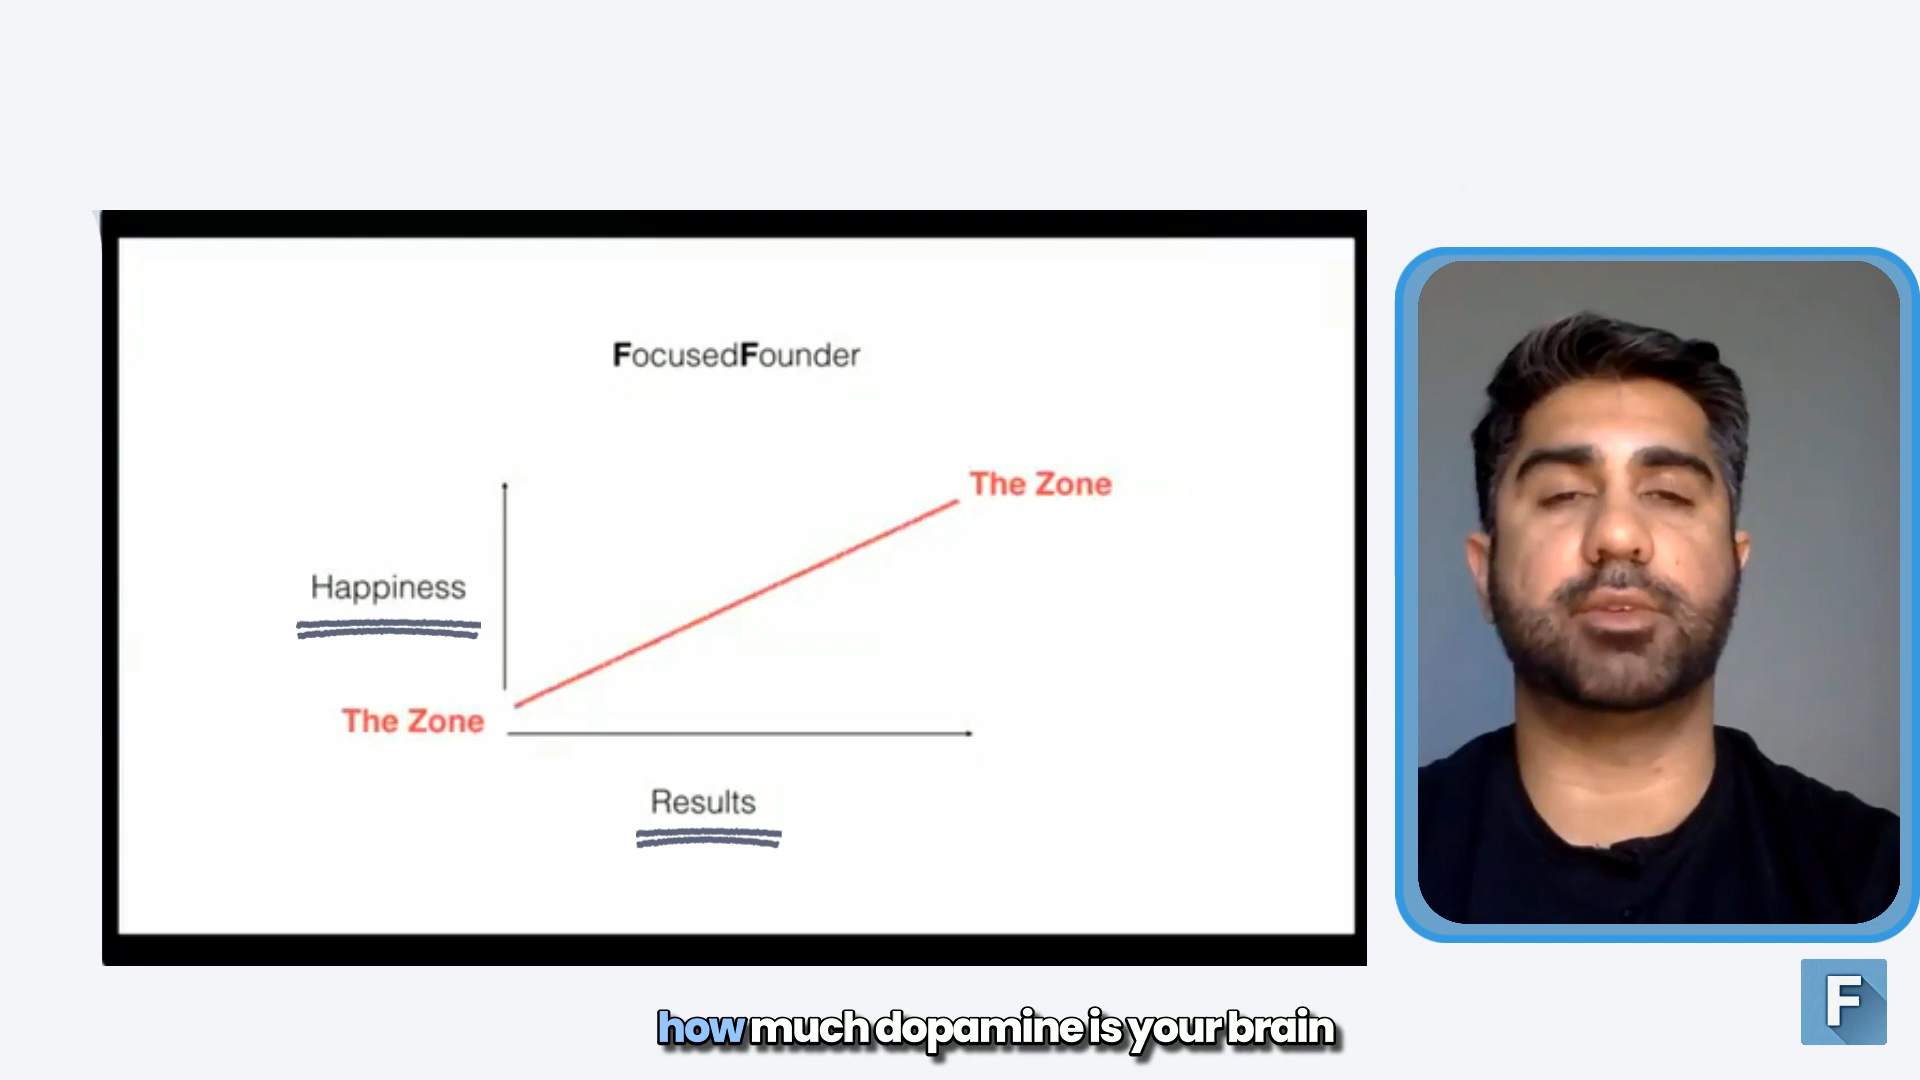 FocusedFounder
The Zone
Happiness
The Zone
Results
F
how much dopamine is your brain